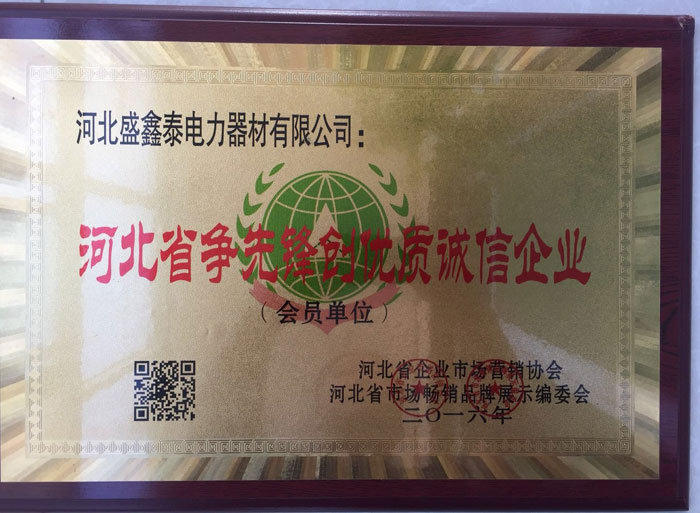 河北盛鑫泰电力器材有限公司：
河北省争先锋创优质诚信企业
（会员单位）
河北省企业市场营销协会
河北省市场畅销品牌展示编委会
二〇一六年